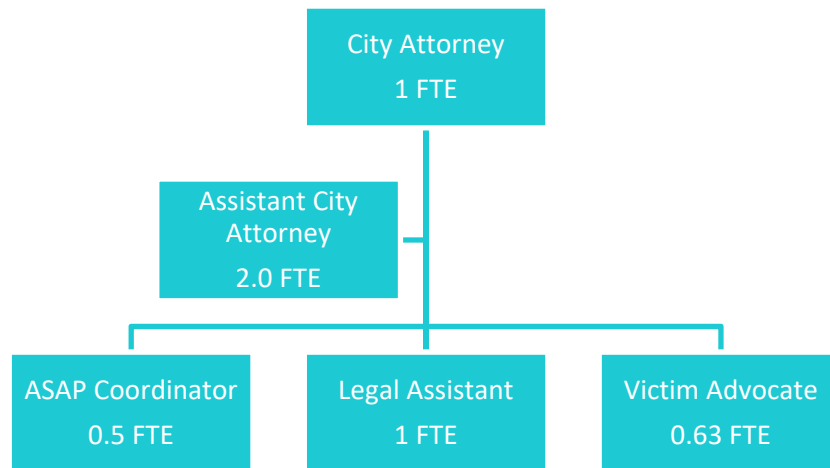 City Attorney
1 FTE
Assistant City
Attorney
2.0 FTE
ASAP Coordinator
0.5 FTE
Legal Assistant
1 FTE
Victim Advocate
0.63 FTE